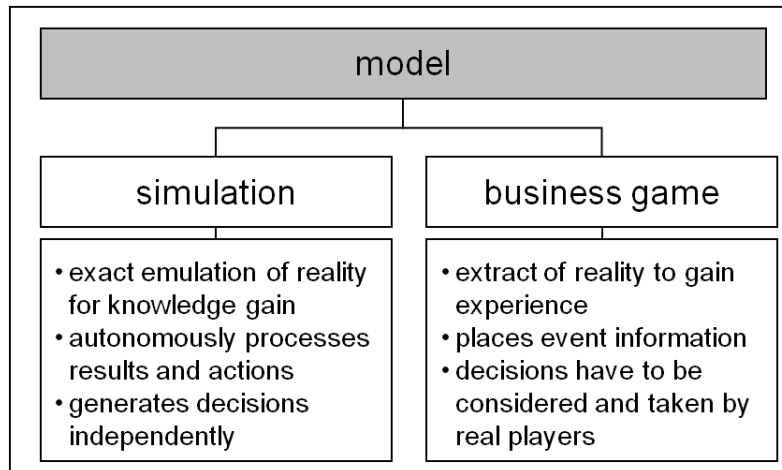 model
simulation
business game
• exact emulation of reality
for knowledge gain
• autonomously processes
results and actions
• generates decisions
independently
• extract of reality to gain
experience
• places event information
• decisions have to be
considered and taken by
real players